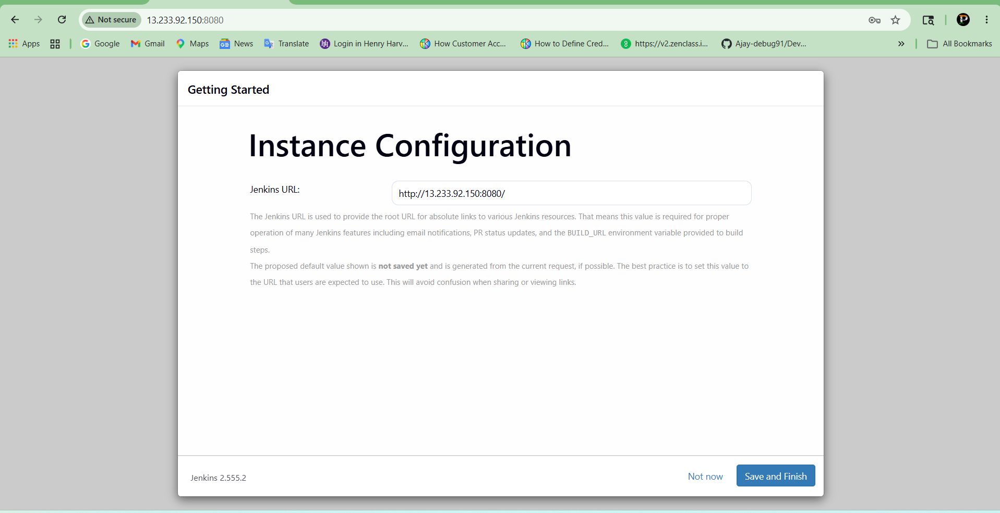 Not secure 13.233.92.150:8080
Apps Google Gmail Maps News Translate Login in Henry Harv... How Customer Acc... How to Define Cred... https://v2.zenclass.i... Ajay-debug91/Dev... » All Bookmarks
Getting Started
Instance Configuration
Jenkins URL: http://13.233.92.150:8080/
The Jenkins URL is used to provide the root URL for absolute links to various Jenkins resources. That means this value is required for proper
operation of many Jenkins features including email notifications, PR status updates, and the BUILD_URL environment variable provided to build
steps.
The proposed default value shown is not saved yet and is generated from the current request, if possible. The best practice is to set this value to
the URL that users are expected to use. This will avoid confusion when sharing or viewing links.
Jenkins 2.555.2 Not now Save and Finish